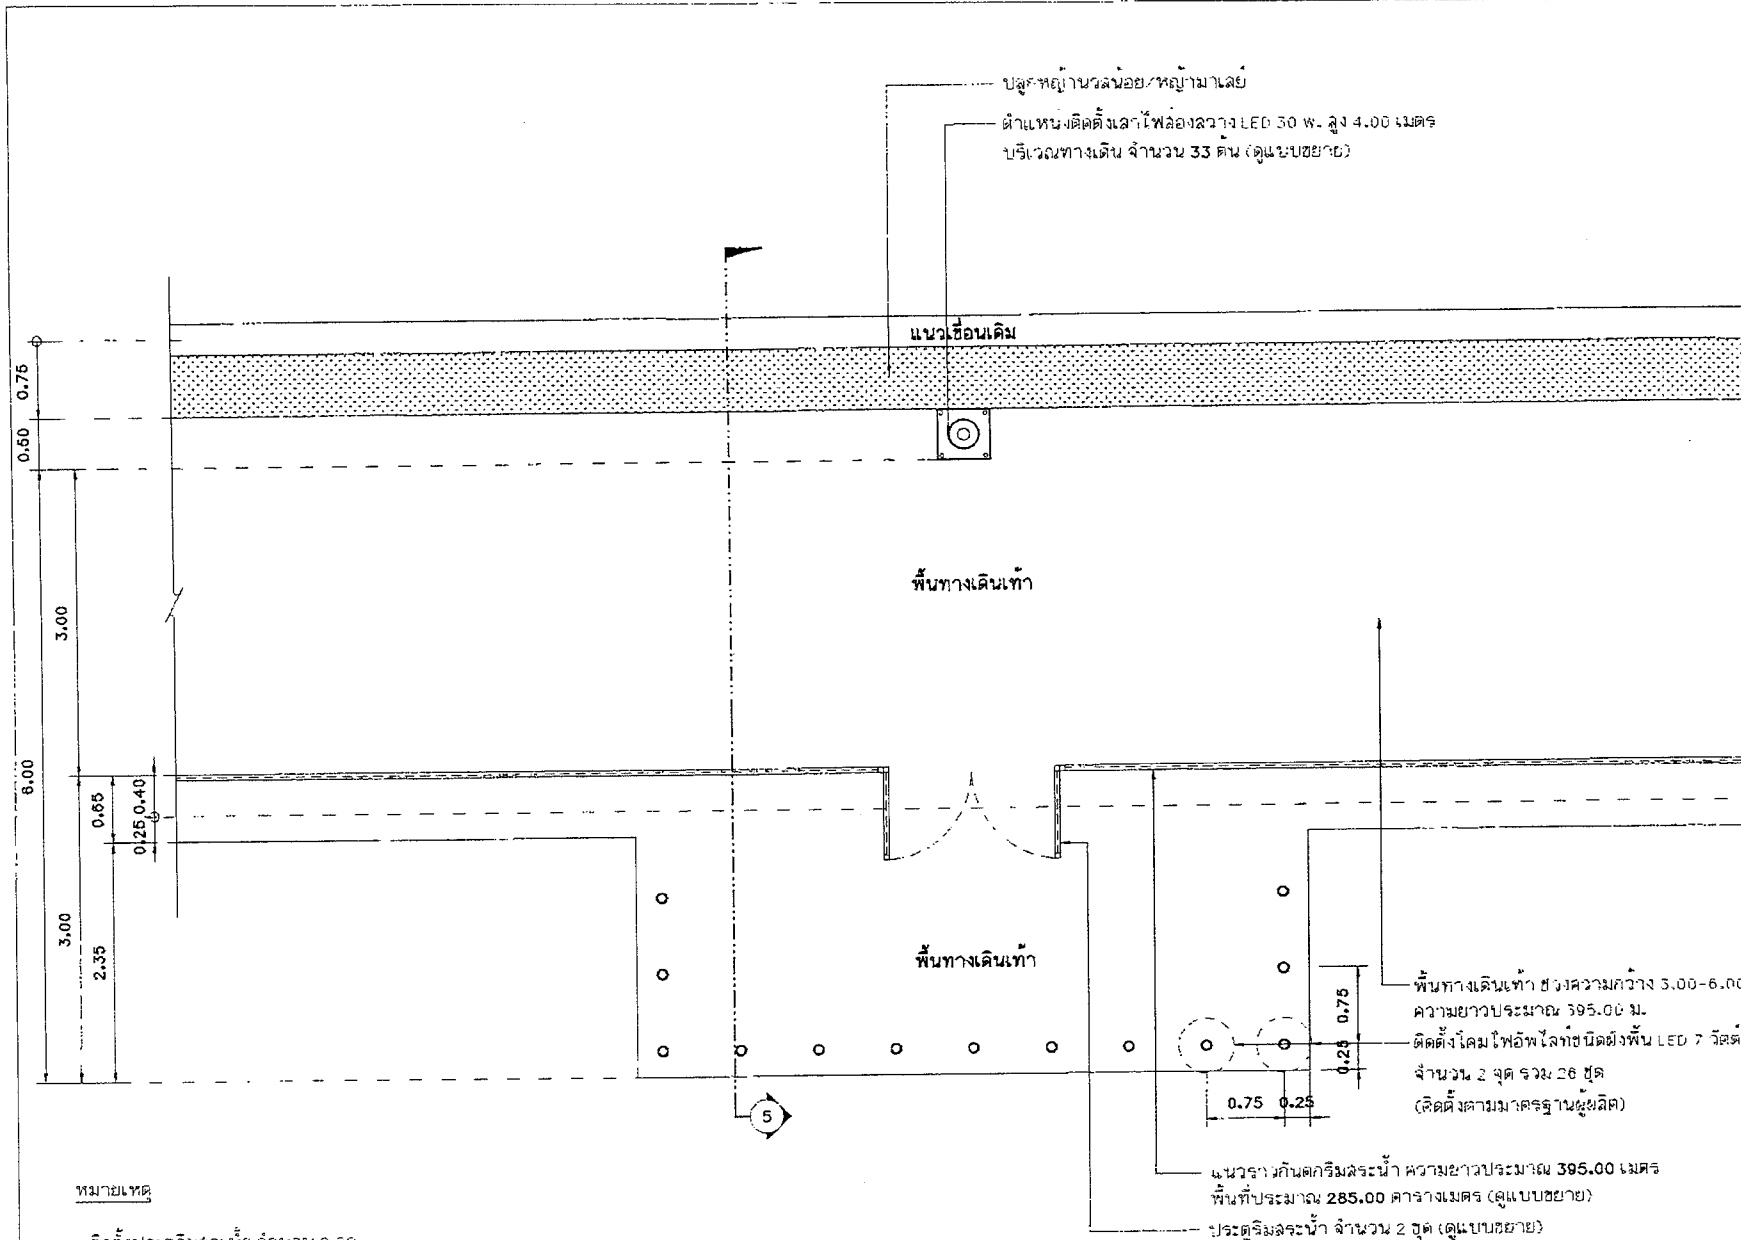 ปลูกหญ้านวลน้อย/หญ้ามาเลย์
ตำแหน่งติดตั้งเสาไฟส่องสว่าง LED 30 w. สูง 4.00 เมตร
บริเวณทางเดิน จำนวน 33 ต้น (ดูแบบขยาย)
แนวเขื่อนเดิม
0.75
0.50
3.00
พื้นทางเดินเท้า
6.00
0.65
0.40
0.25
3.00
2.35
พื้นทางเดินเท้า
0.75
0.25
0.75
0.25
พื้นทางเดินเท้า ช่วงความกว้าง 3.00-6.00
ความยาวประมาณ 395.00 ม.
ติดตั้งโคมไฟอัพไลท์ชนิดฝังพื้น LED 7 วัตต์
จำนวน 2 จุด รวม 26 ชุด
(ติดตั้งตามมาตรฐานผู้ผลิต)
5
แนวราวกันตกริมสระน้ำ ความยาวประมาณ 395.00 เมตร
พื้นที่ประมาณ 285.00 ตารางเมตร (ดูแบบขยาย)
ประตูริมสระน้ำ จำนวน 2 ชุด (ดูแบบขยาย)
หมายเหตุ